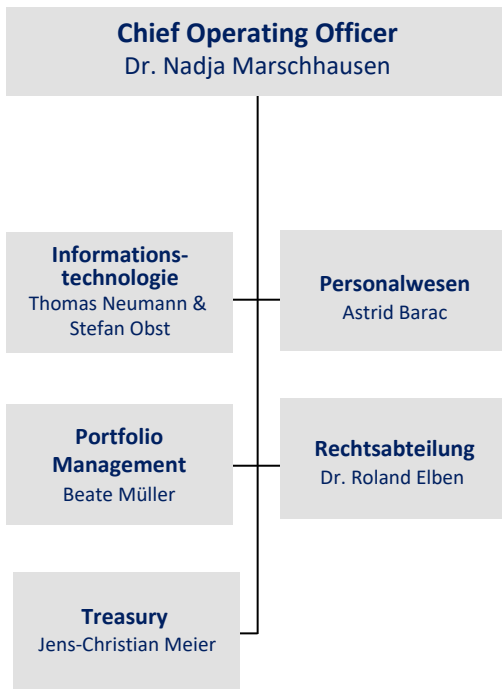 Chief Operating Officer
Dr. Nadja Marschhausen
Informations-
technologie
Thomas Neumann &
Stefan Obst
Personalwesen
Astrid Barac
Portfolio
Management
Beate Müller
Rechtsabteilung
Dr. Roland Elben
Treasury
Jens-Christian Meier